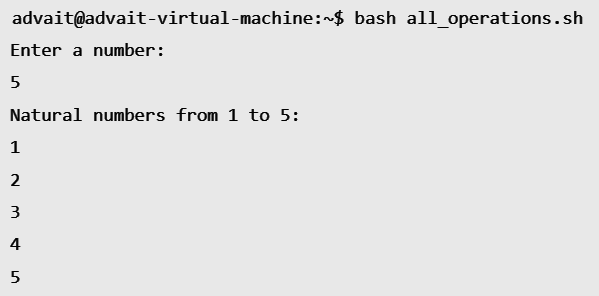 advait@advait-virtual-machine:~$ bash all_operations.sh
Enter a number:
5
Natural numbers from 1 to 5:
1
2
3
4
5